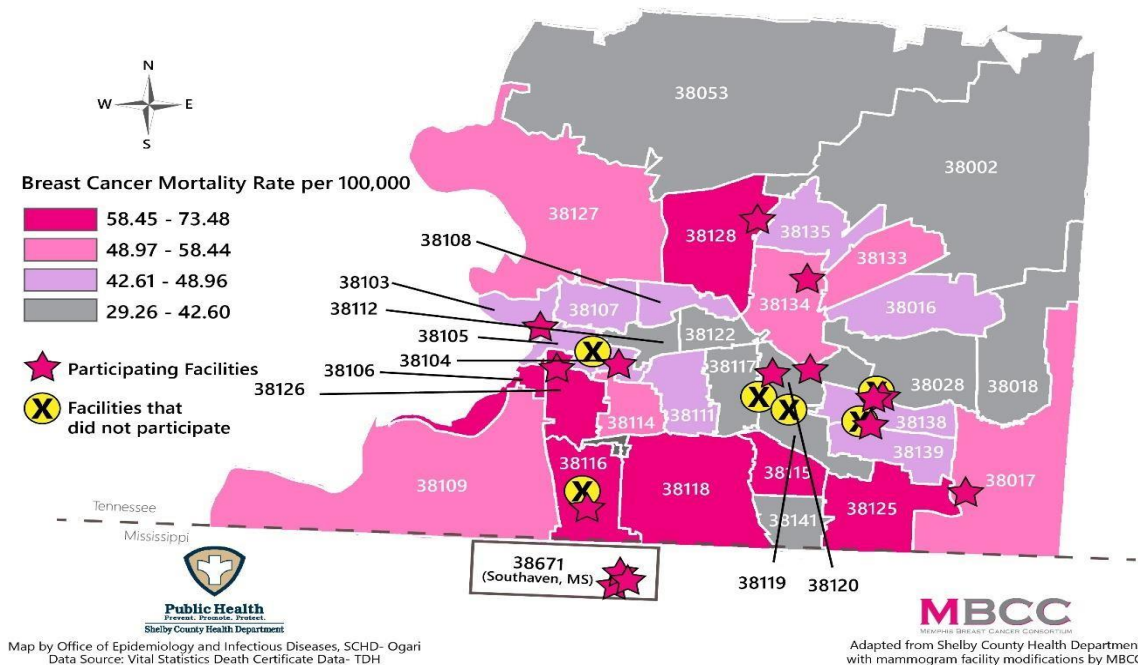 N
W E
S
Breast Cancer Mortality Rate per 100,000
58.45 - 73.48
48.97 - 58.44
42.61 - 48.96
29.26 - 42.60
Participating Facilities
X Facilities that
did not participate
38053
38002
38127
38128
38135
38108
38133
38103
38134
38016
38107
38112
38122
38105
38104
X
38117
38106
38028
38018
X
38126
X
X
38114
38111
38138
X
38139
38116
38115
38017
38109
38118
X
38125
38141
Tennessee
Mississippi
38671
(Southaven, MS)
38119
38120
Public Health
Prevent. Promote. Protect.
Shelby County Health Department
MBCC
MEMPHIS BREAST CANCER CONSORTIUM
Map by Office of Epidemiology and Infectious Diseases, SCHD- Ogari
Data Source: Vital Statistics Death Certificate Data- TDH
Adapted from Shelby County Health Departmen
with mammogram facility modifications by MBCC